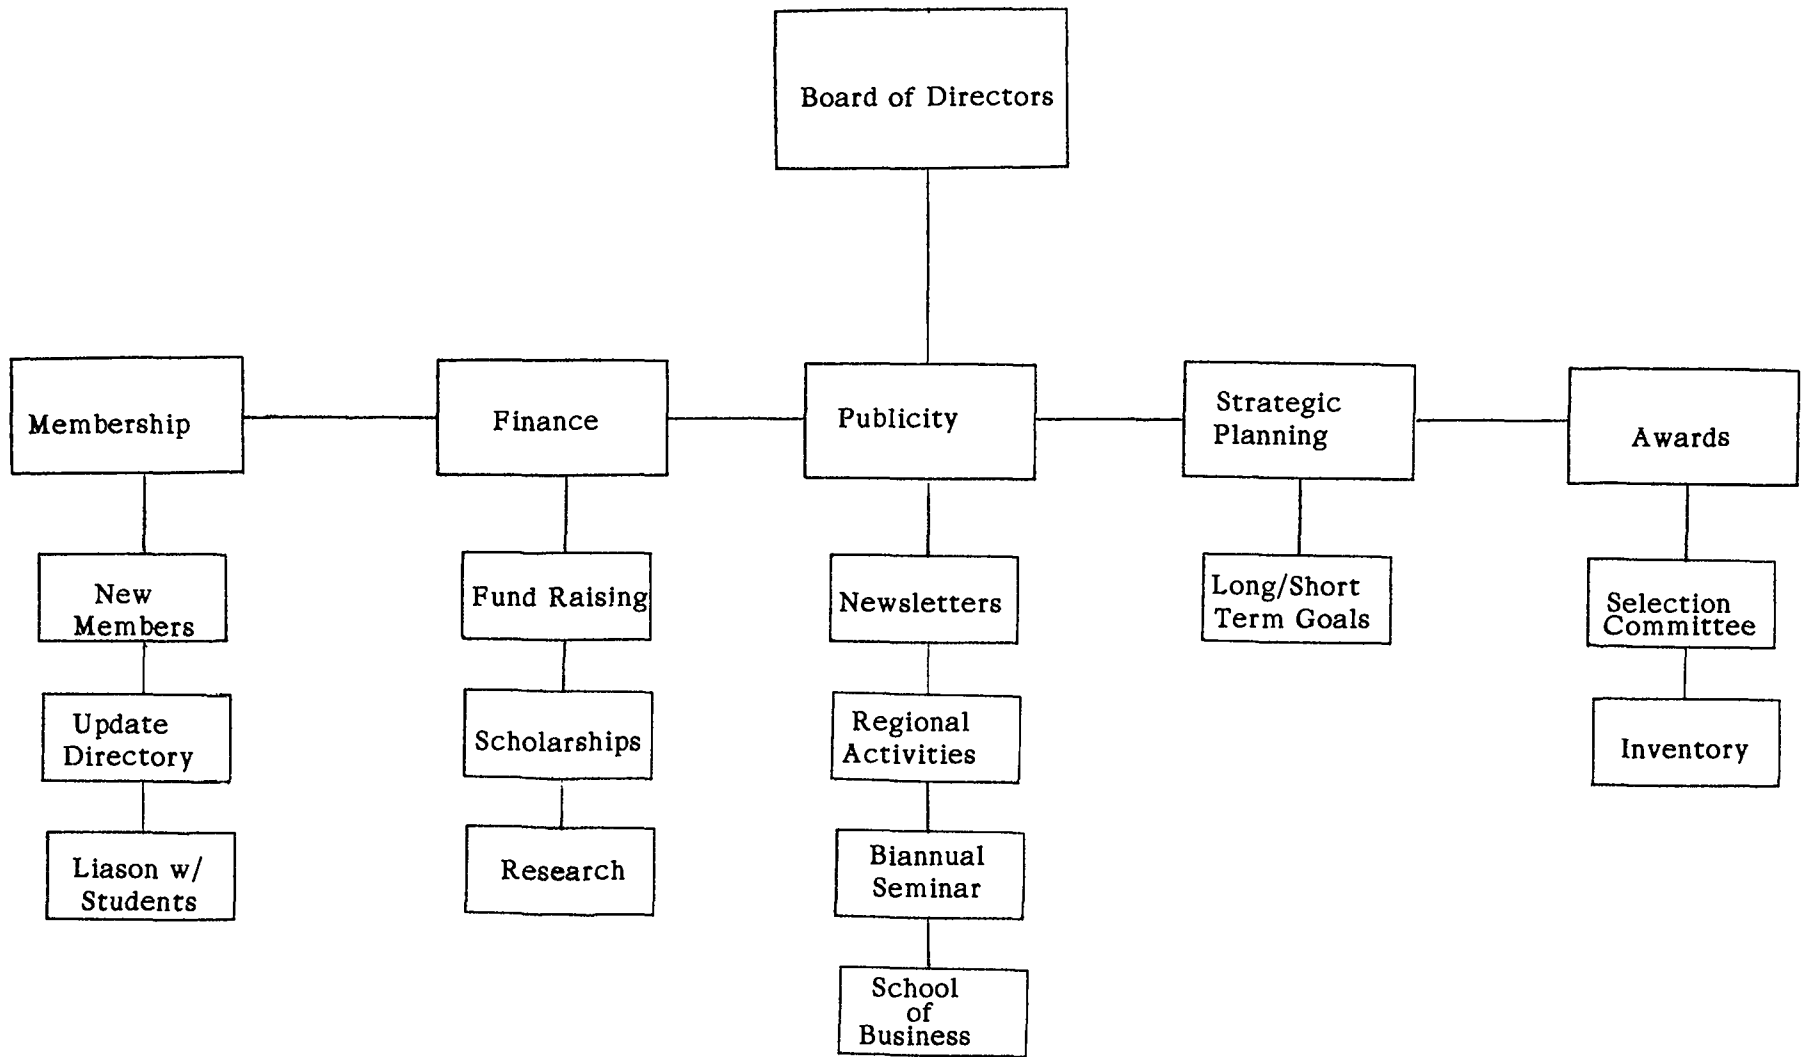 Board of Directors
Membership
Finance
Publicity
Strategic
Planning
Awards
New
Members
Fund Raising
Newsletters
Long/Short
Term Goals
Selection
Committee
Update
Directory
Scholarships
Regional
Activities
Inventory
Liason w/
Students
Research
Biannual
Seminar
School
of
Business